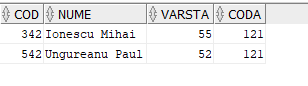 COD NUME VARSTA CODA
342 Ionescu Mihai 55 121
542 Ungureanu Paul 52 121